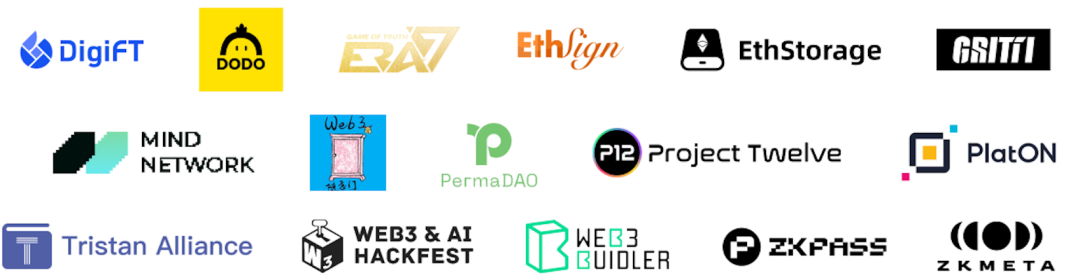 DigiFT
DODO
GAME OF TRUTH
ERA7
EthSign
EthStorage
MIND
NETWORK
Web3
PermaDAO
P12 Project Twelve
PlatON
T Tristan Alliance
W3
WEB3 & AI
HACKFEST
WEB3
BUIDLER
ZKPASS
ZKMETA